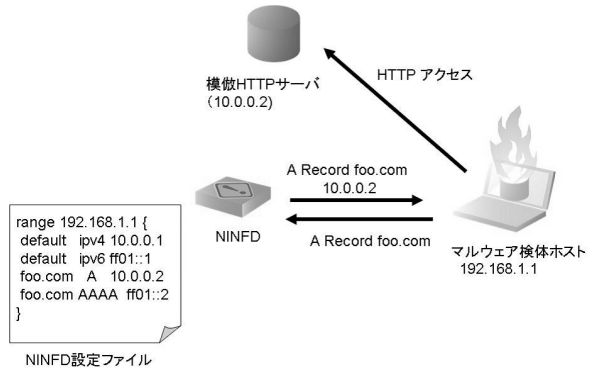 模倣HTTPサーバ
（10.0.0.2)
HTTP アクセス
A Record foo.com
10.0.0.2
NINFD
A Record foo.com
マルウェア検体ホスト
192.168.1.1
range 192.168.1.1 {
default ipv4 10.0.0.1
default ipv6 ff01::1
foo.com A 10.0.0.2
foo.com AAAA ff01::2
}
NINFD設定ファイル